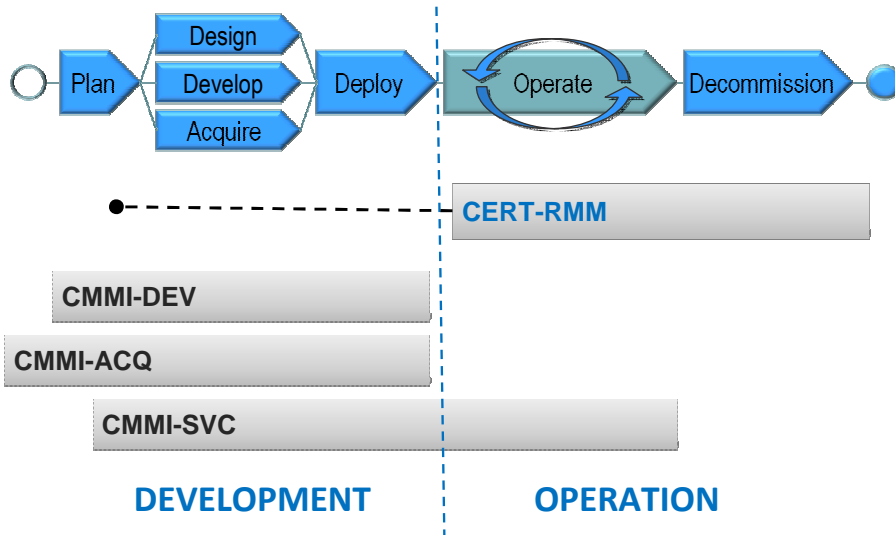 Design
Plan
Develop
Deploy
Operate
Decommission
Acquire
CERT-RMM
CMMI-DEV
CMMI-ACQ
CMMI-SVC
DEVELOPMENT
OPERATION